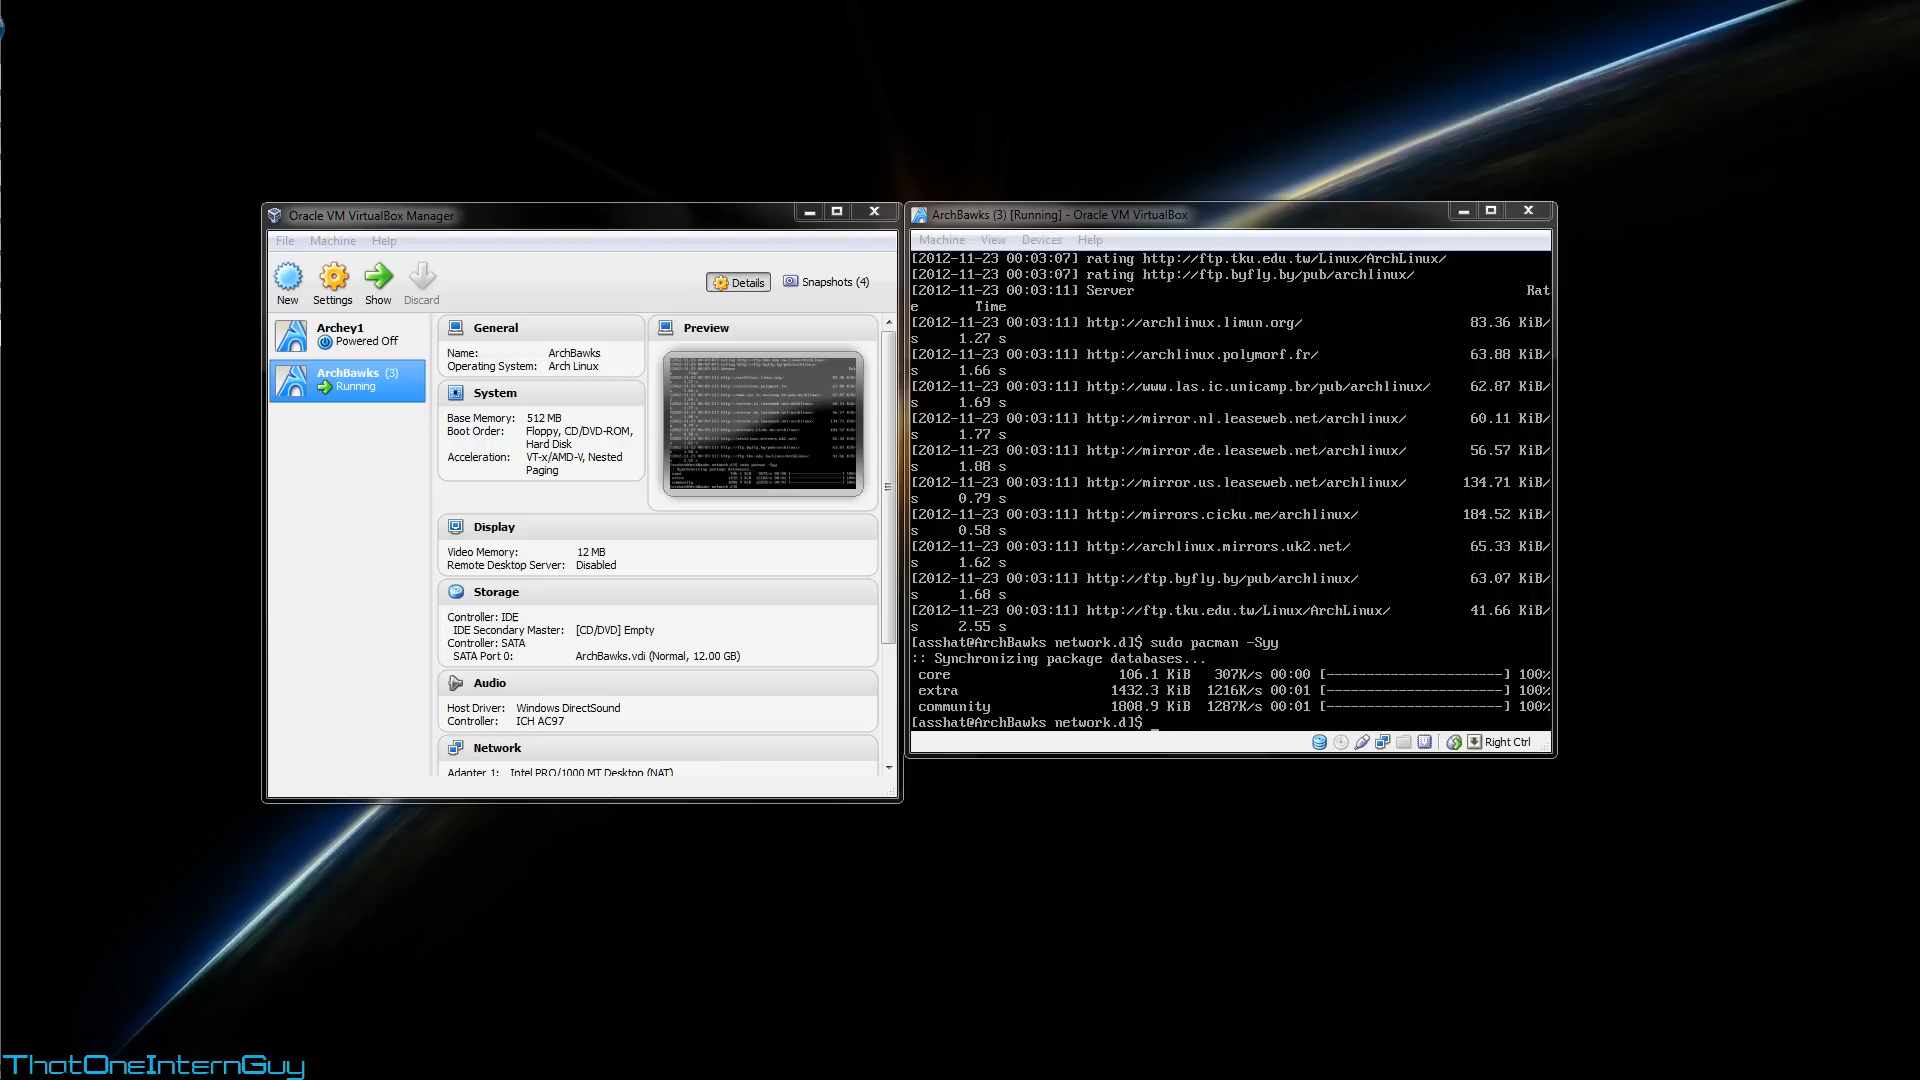 Oracle VM VirtualBox Manager
File Machine Help
New Settings Show Discard
Details Snapshots (4)
Archey1
Powered Off
ArchBawks (3)
Running
General
Name: ArchBawks
Operating System: Arch Linux
System
Base Memory: 512 MB
Boot Order: Floppy, CD/DVD-ROM,
Hard Disk
Acceleration: VT-x/AMD-V, Nested
Paging
Preview
Display
Video Memory: 12 MB
Remote Desktop Server: Disabled
Storage
Controller: IDE
IDE Secondary Master: [CD/DVD] Empty
Controller: SATA
SATA Port 0: ArchBawks.vdi (Normal, 12.00 GB)
Audio
Host Driver: Windows DirectSound
Controller: ICH AC97
Network
Adapter 1: Intel PRO/1000 MT Desktop (NAT)
ArchBawks (3) [Running] - Oracle VM VirtualBox
Machine View Devices Help
[2012-11-23 00:03:07] rating http://ftp.tku.edu.tw/Linux/ArchLinux/
[2012-11-23 00:03:07] rating http://ftp.byfly.by/pub/archlinux/
[2012-11-23 00:03:11] Server Rat
e Time
[2012-11-23 00:03:11] http://archlinux.limun.org/ 83.36 KiB/
s 1.27 s
[2012-11-23 00:03:11] http://archlinux.polymorf.fr/ 63.88 KiB/
s 1.66 s
[2012-11-23 00:03:11] http://www.las.ic.unicamp.br/pub/archlinux/ 62.87 KiB/
s 1.69 s
[2012-11-23 00:03:11] http://mirror.nl.leaseweb.net/archlinux/ 60.11 KiB/
s 1.77 s
[2012-11-23 00:03:11] http://mirror.de.leaseweb.net/archlinux/ 56.57 KiB/
s 1.88 s
[2012-11-23 00:03:11] http://mirror.us.leaseweb.net/archlinux/ 134.71 KiB/
s 0.79 s
[2012-11-23 00:03:11] http://mirrors.cicku.me/archlinux/ 184.52 KiB/
s 0.58 s
[2012-11-23 00:03:11] http://archlinux.mirrors.uk2.net/ 65.33 KiB/
s 1.62 s
[2012-11-23 00:03:11] http://ftp.byfly.by/pub/archlinux/ 63.07 KiB/
s 1.68 s
[2012-11-23 00:03:11] http://ftp.tku.edu.tw/Linux/ArchLinux/ 41.66 KiB/
s 2.55 s
[asshat@ArchBawks network.d]$ sudo pacman -Syy
:: Synchronizing package databases...
core 106.1 KiB 307K/s 00:00 [----------------------] 100%
extra 1432.3 KiB 1216K/s 00:01 [----------------------] 100%
community 1808.9 KiB 1287K/s 00:01 [----------------------] 100%
[asshat@ArchBawks network.d]$ _
Right Ctrl
ThatOneInternGuy